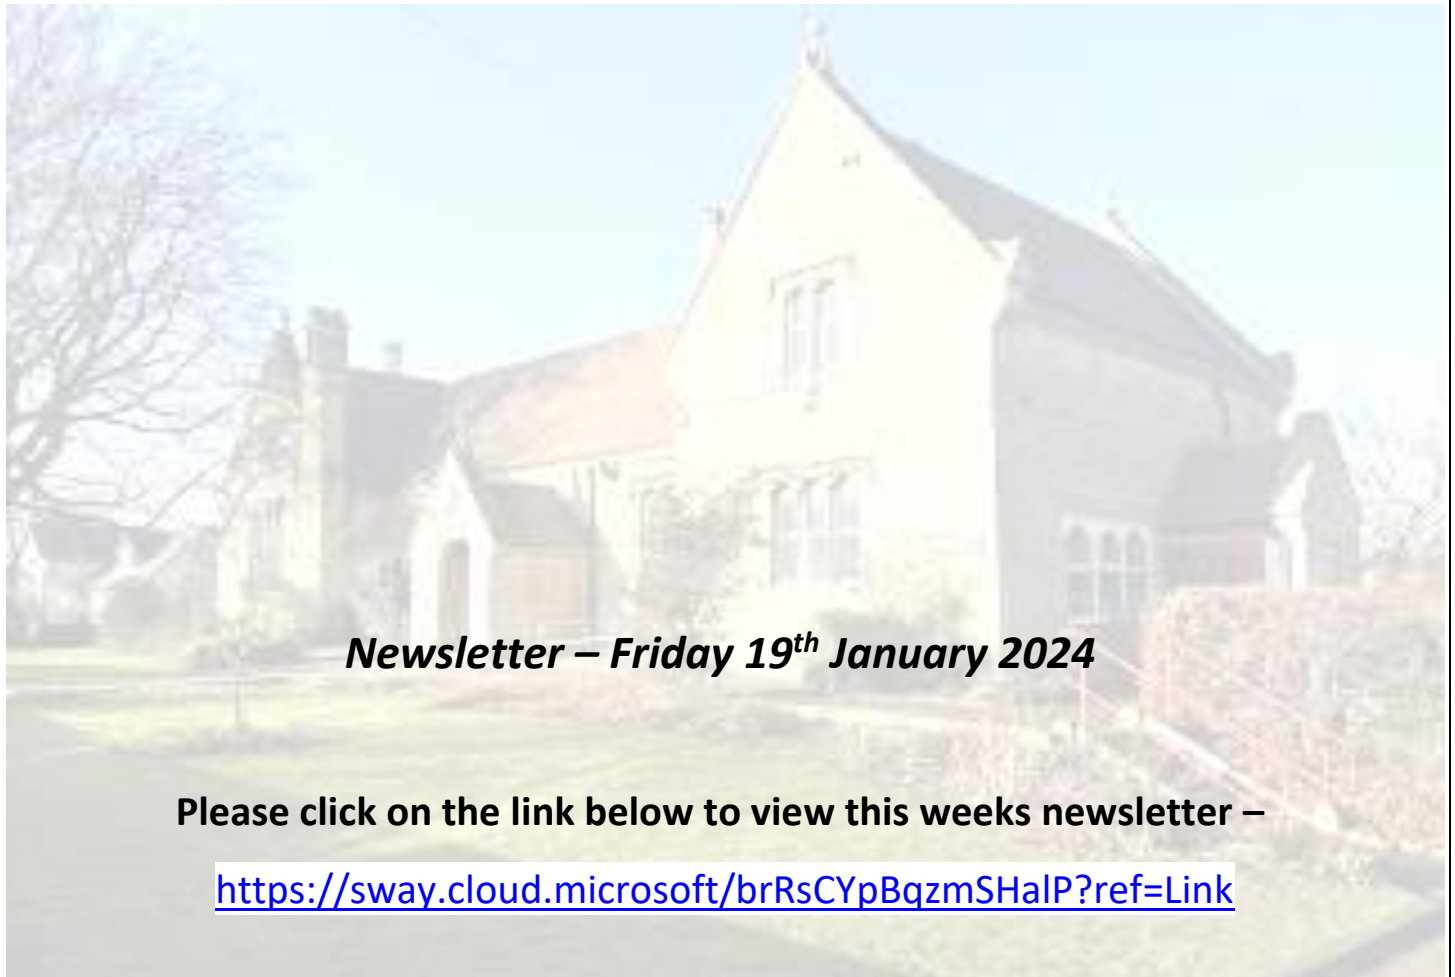 Newsletter – Friday 19th January 2024
Please click on the link below to view this weeks newsletter –
https://sway.cloud.microsoft/brRsCYpBqzmSHalP?ref=Link